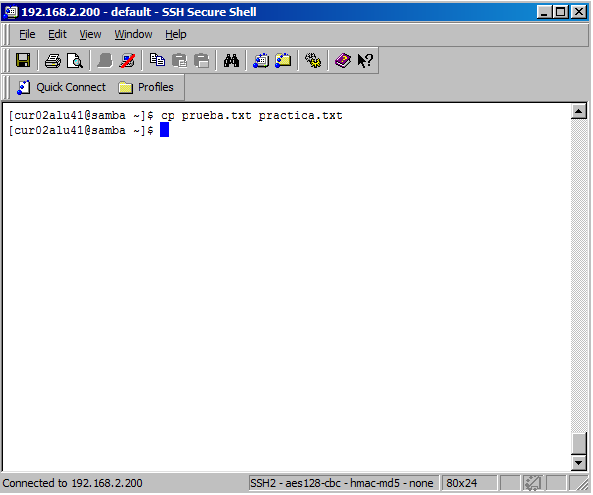 192.168.2.200 - default - SSH Secure Shell
File Edit View Window Help
Quick Connect Profiles
[cur02alu41@samba ~]$ cp prueba.txt practica.txt
[cur02alu41@samba ~]$
Connected to 192.168.2.200 SSH2 - aes128-cbc - hmac-md5 - none 80x24